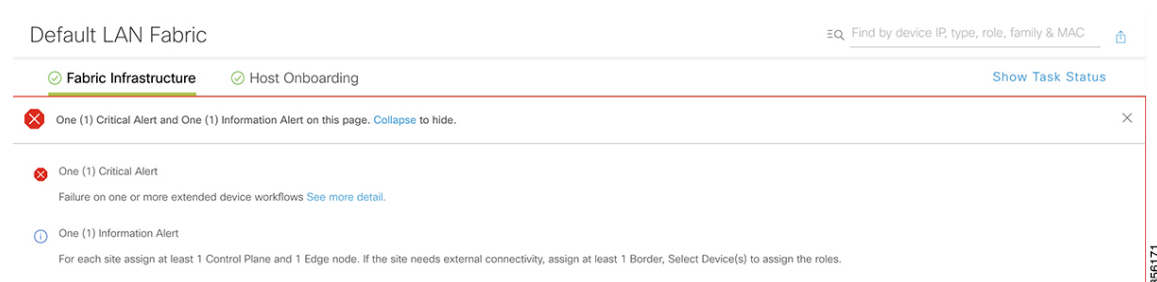 Default LAN Fabric
Find by device IP, type, role, family & MAC
Fabric Infrastructure
Host Onboarding
Show Task Status
One (1) Critical Alert and One (1) Information Alert on this page. Collapse to hide.
One (1) Critical Alert
Failure on one or more extended device workflows See more detail.
One (1) Information Alert
For each site assign at least 1 Control Plane and 1 Edge node. If the site needs external connectivity, assign at least 1 Border, Select Device(s) to assign the roles.
356171